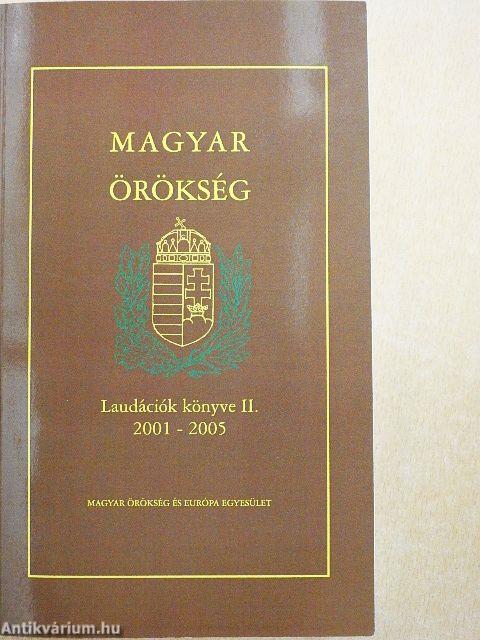 MAGYAR
ÖRÖKSÉG
Laudációk könyve II.
2001 - 2005
MAGYAR ÖRÖKSÉG ÉS EURÓPA EGYESÜLET
Antikvárium.hu